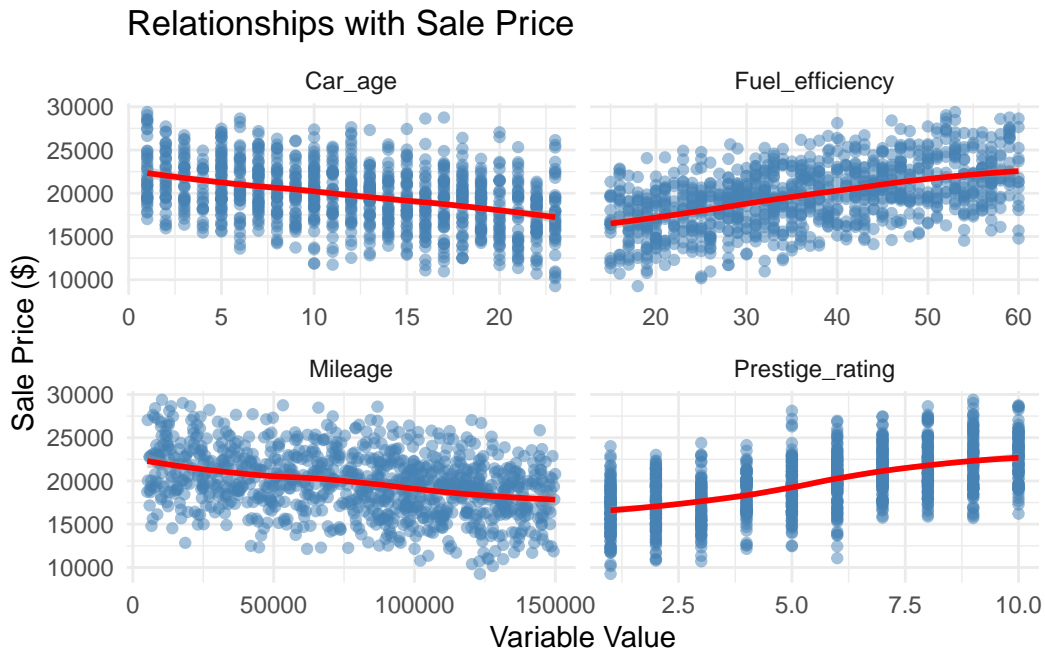 Relationships with Sale Price
Car_age
Fuel_efficiency
30000
25000
20000
15000
10000
0 5 10 15 20
20 30 40 50 60
Mileage
Prestige_rating
30000
25000
20000
15000
10000
0 50000 100000 150000
2.5 5.0 7.5 10.0
Sale Price ($)
Variable Value